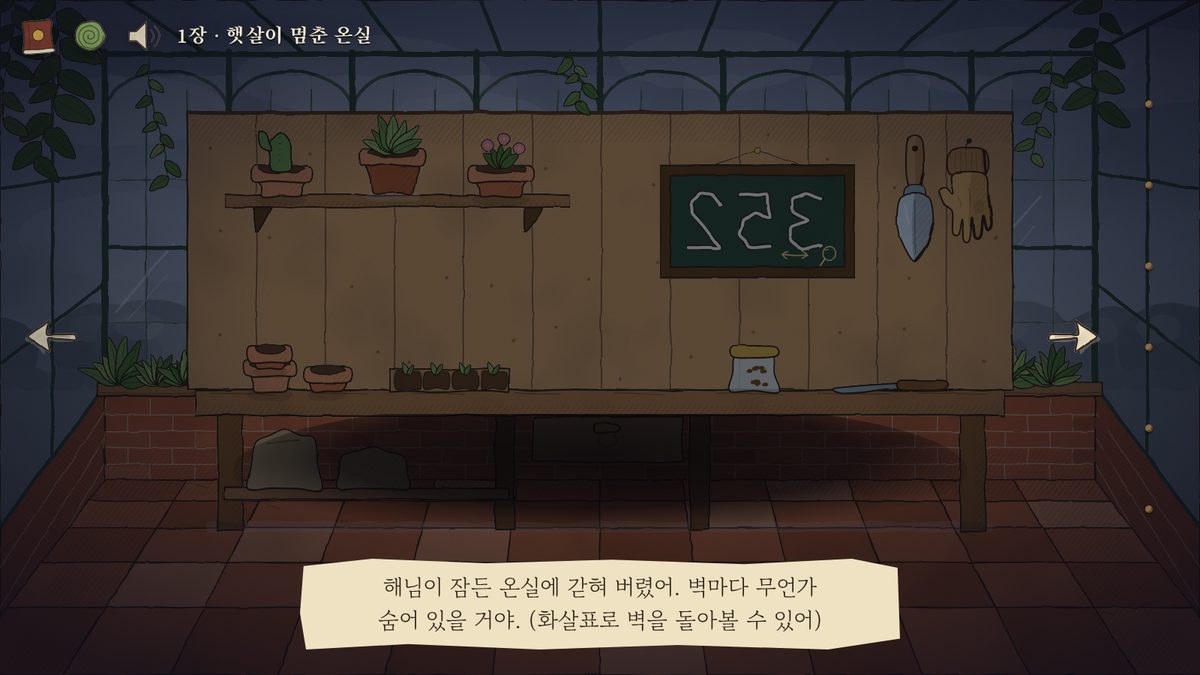 1장 · 햇살이 멈춘 온실
352
해님이 잠든 온실에 갇혀 버렸어. 벽마다 무언가
숨어 있을 거야. (화살표로 벽을 돌아볼 수 있어)